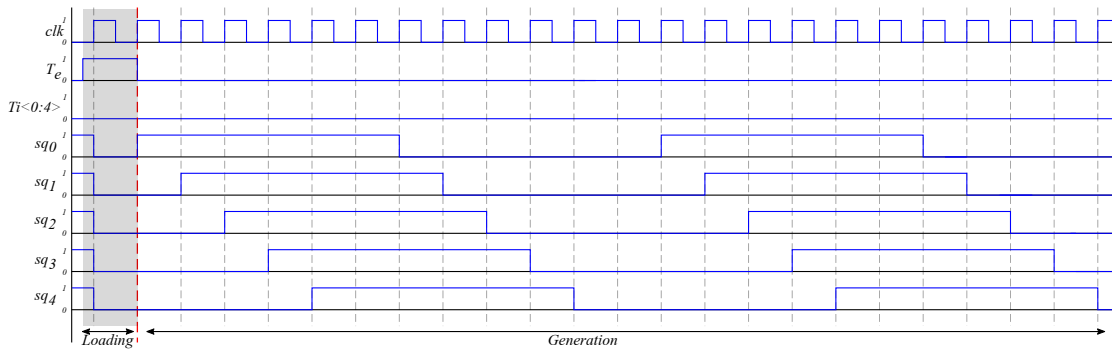 clk 1 0
Te 1 0
Ti<0:4> 1 0
sq0 1 0
sq1 1 0
sq2 1 0
sq3 1 0
sq4 1 0
Loading Generation